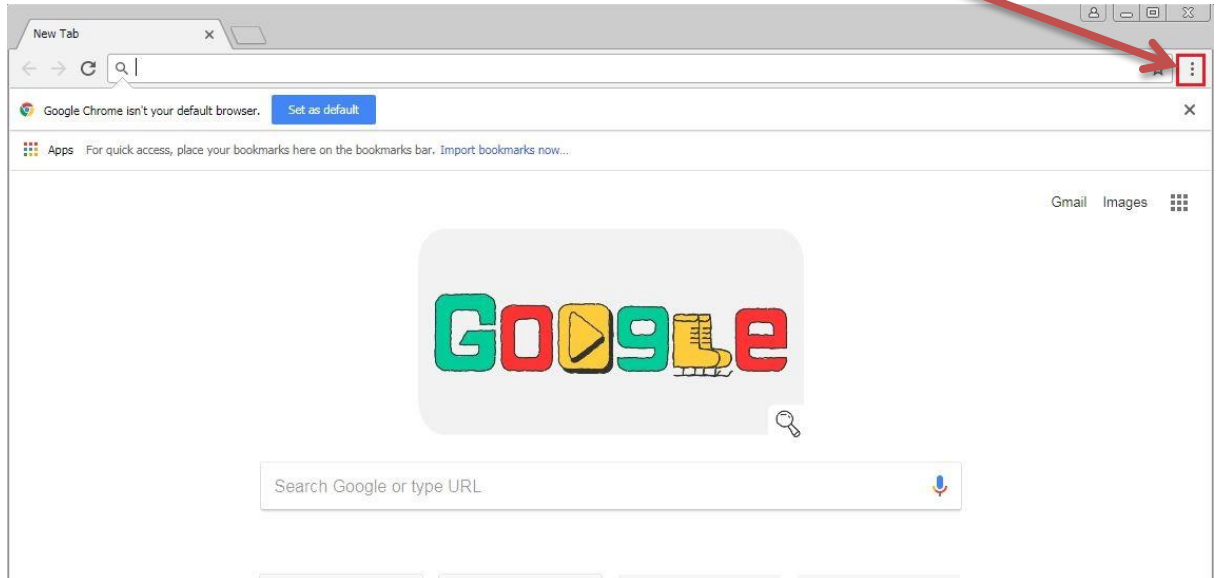 New Tab
Google Chrome isn't your default browser. Set as default
Apps For quick access, place your bookmarks here on the bookmarks bar. Import bookmarks now...
Gmail Images
Google
Search Google or type URL